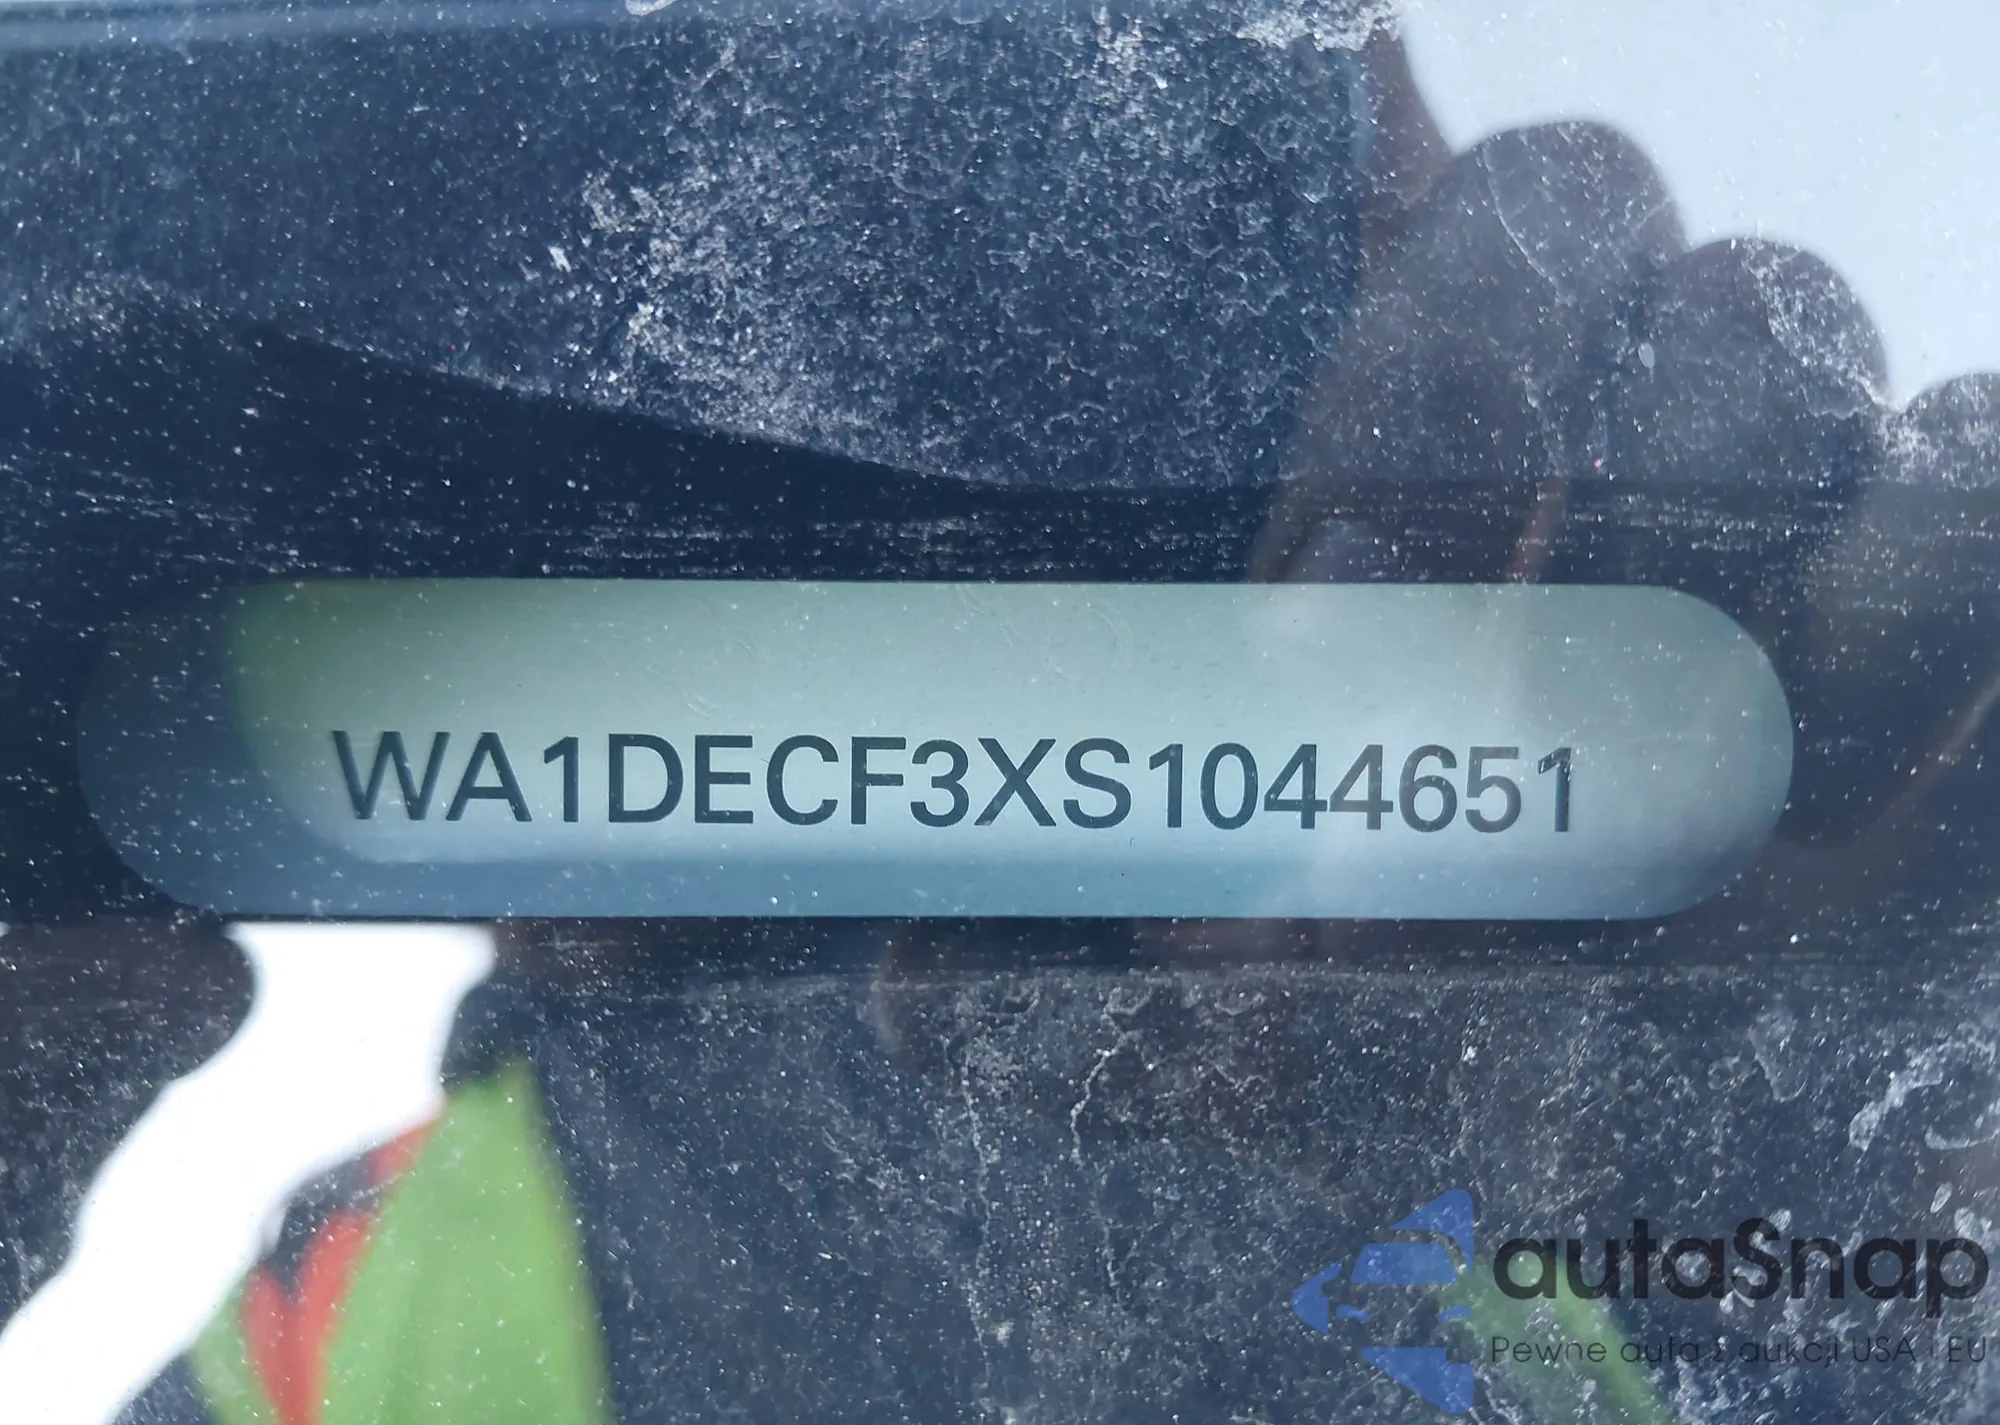 WA1DECF3XS1044651
autaSnap
Pewne auta z aukcji USA i EU